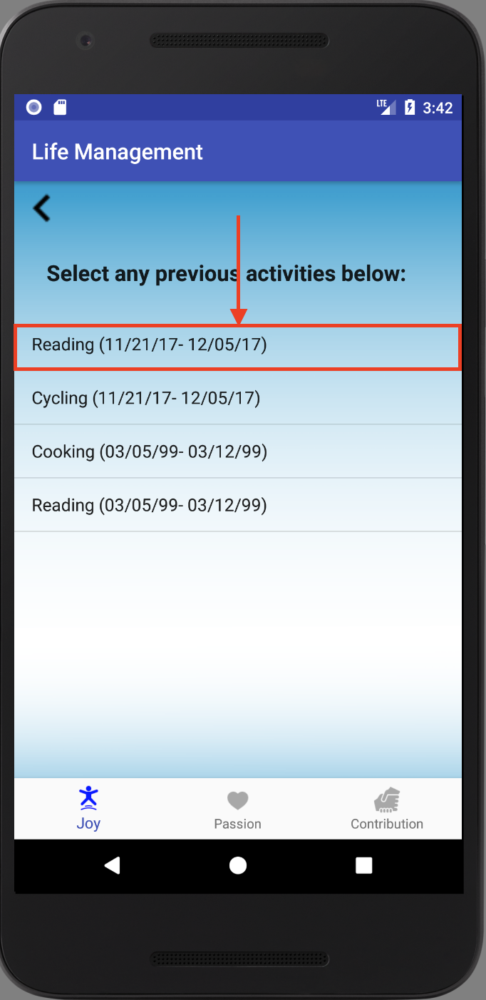 LTE 3:42
Life Management
Select any previous activities below:
Reading (11/21/17- 12/05/17)
Cycling (11/21/17- 12/05/17)
Cooking (03/05/99- 03/12/99)
Reading (03/05/99- 03/12/99)
Joy Passion Contribution